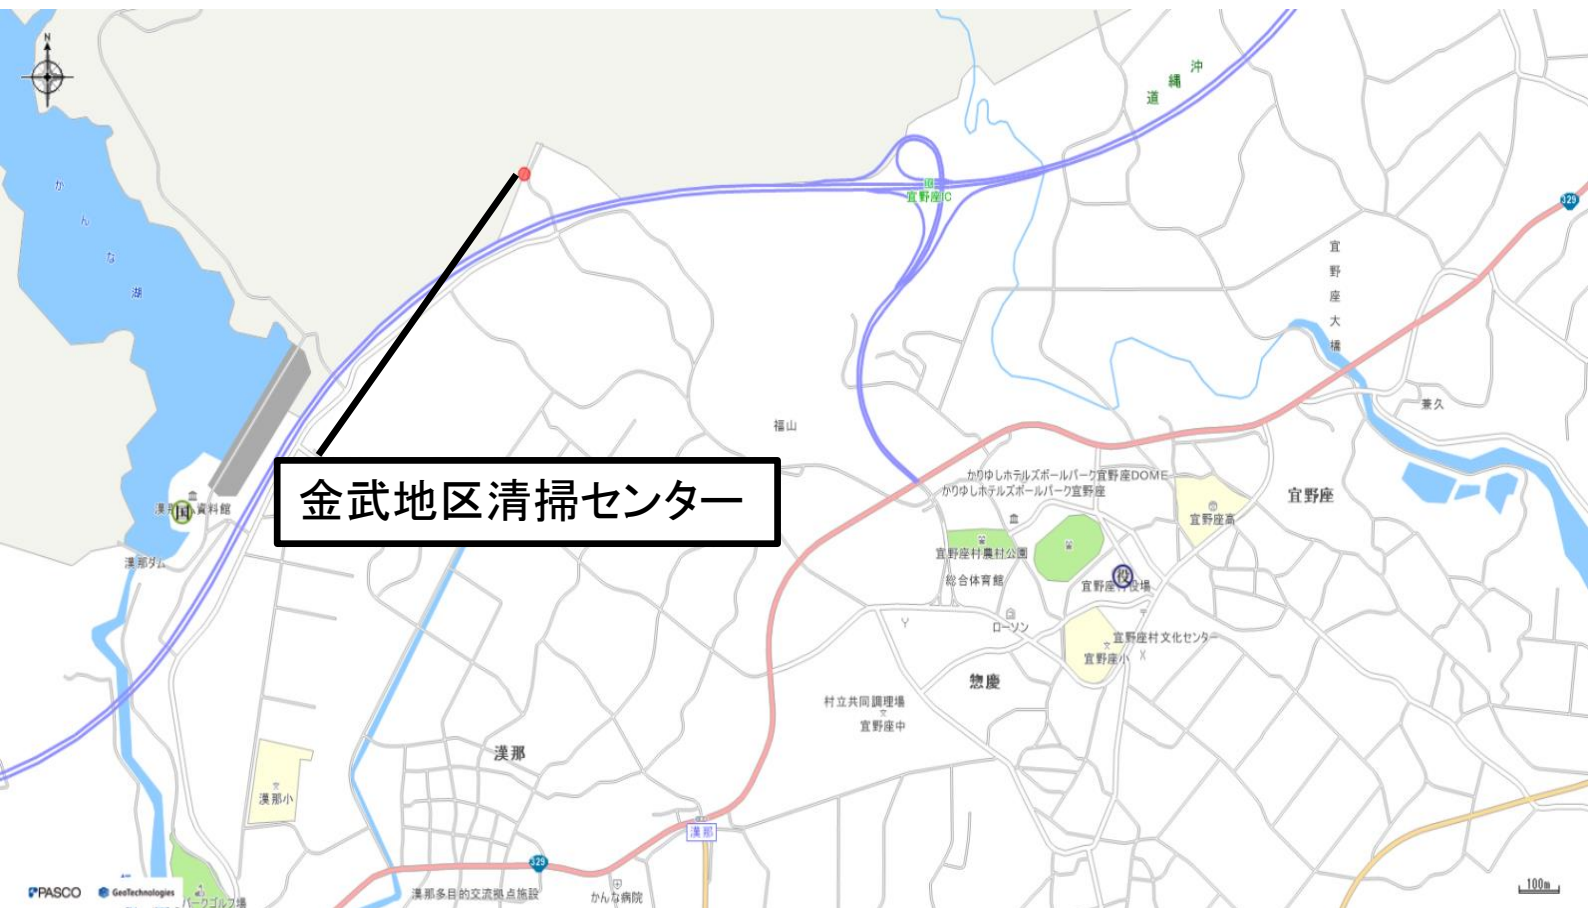 N
沖縄道
宜野座IC
329
かんな湖
宜野座大橋
兼久
福山
かりゆしホテルズボールパーク宜野座DOME
かりゆしホテルズボールパーク宜野座
金武地区清掃センター
宜野座
宜野座高
国
資料館
宜野座村農村公園
漢那ダム
総合体育館
役
ローソン
宜野座村文化センター
宜野座小
惣慶
村立共同調理場
宜野座中
漢那
漢那小
漢那
329
PASCO
GeoTechnologies
漢那多目的交流拠点施設
かんな病院
パークゴルフ場
100m